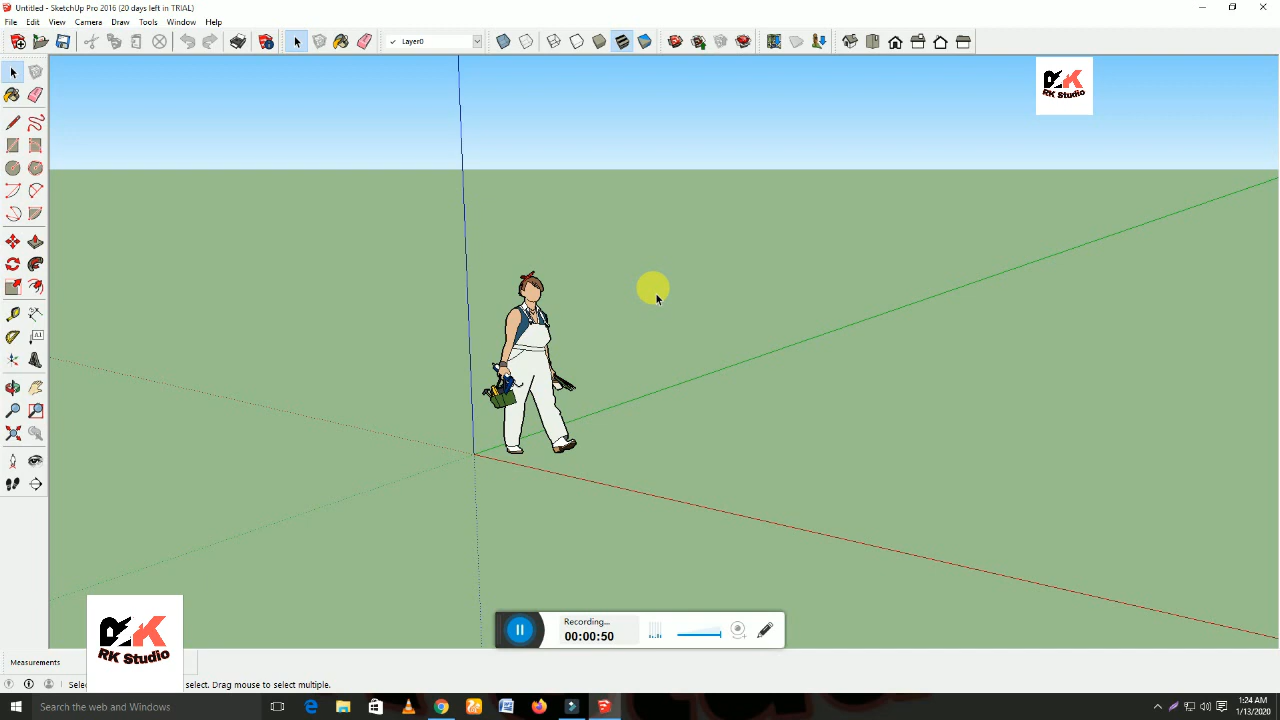 Untitled - SketchUp Pro 2016 (20 days left in TRIAL)
File Edit View Camera Draw Tools Window Help
Layer0
RK Studio
Recording...
00:00:50
RK Studio
Measurements
Selec select. Drag mouse to select multiple.
Search the web and Windows
1:24 AM
1/13/2020